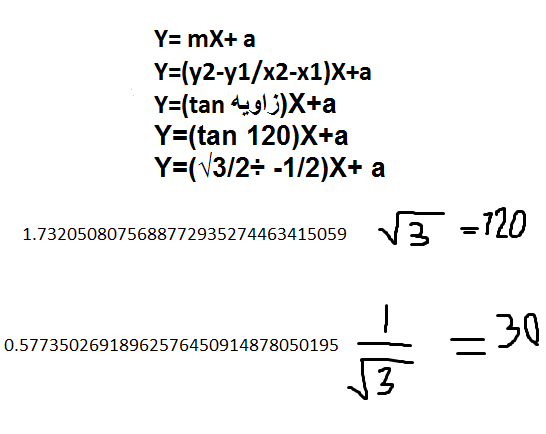 Y= mX+ a
Y=(y2-y1/x2-x1)X+a
Y=(tan زاویه)X+a
Y=(tan 120)X+a
Y=(√3/2÷ -1/2)X+ a
1.7320508075688772935274463415059 √3 =120
0.57735026918962576450914878050195 1/√3 = 30